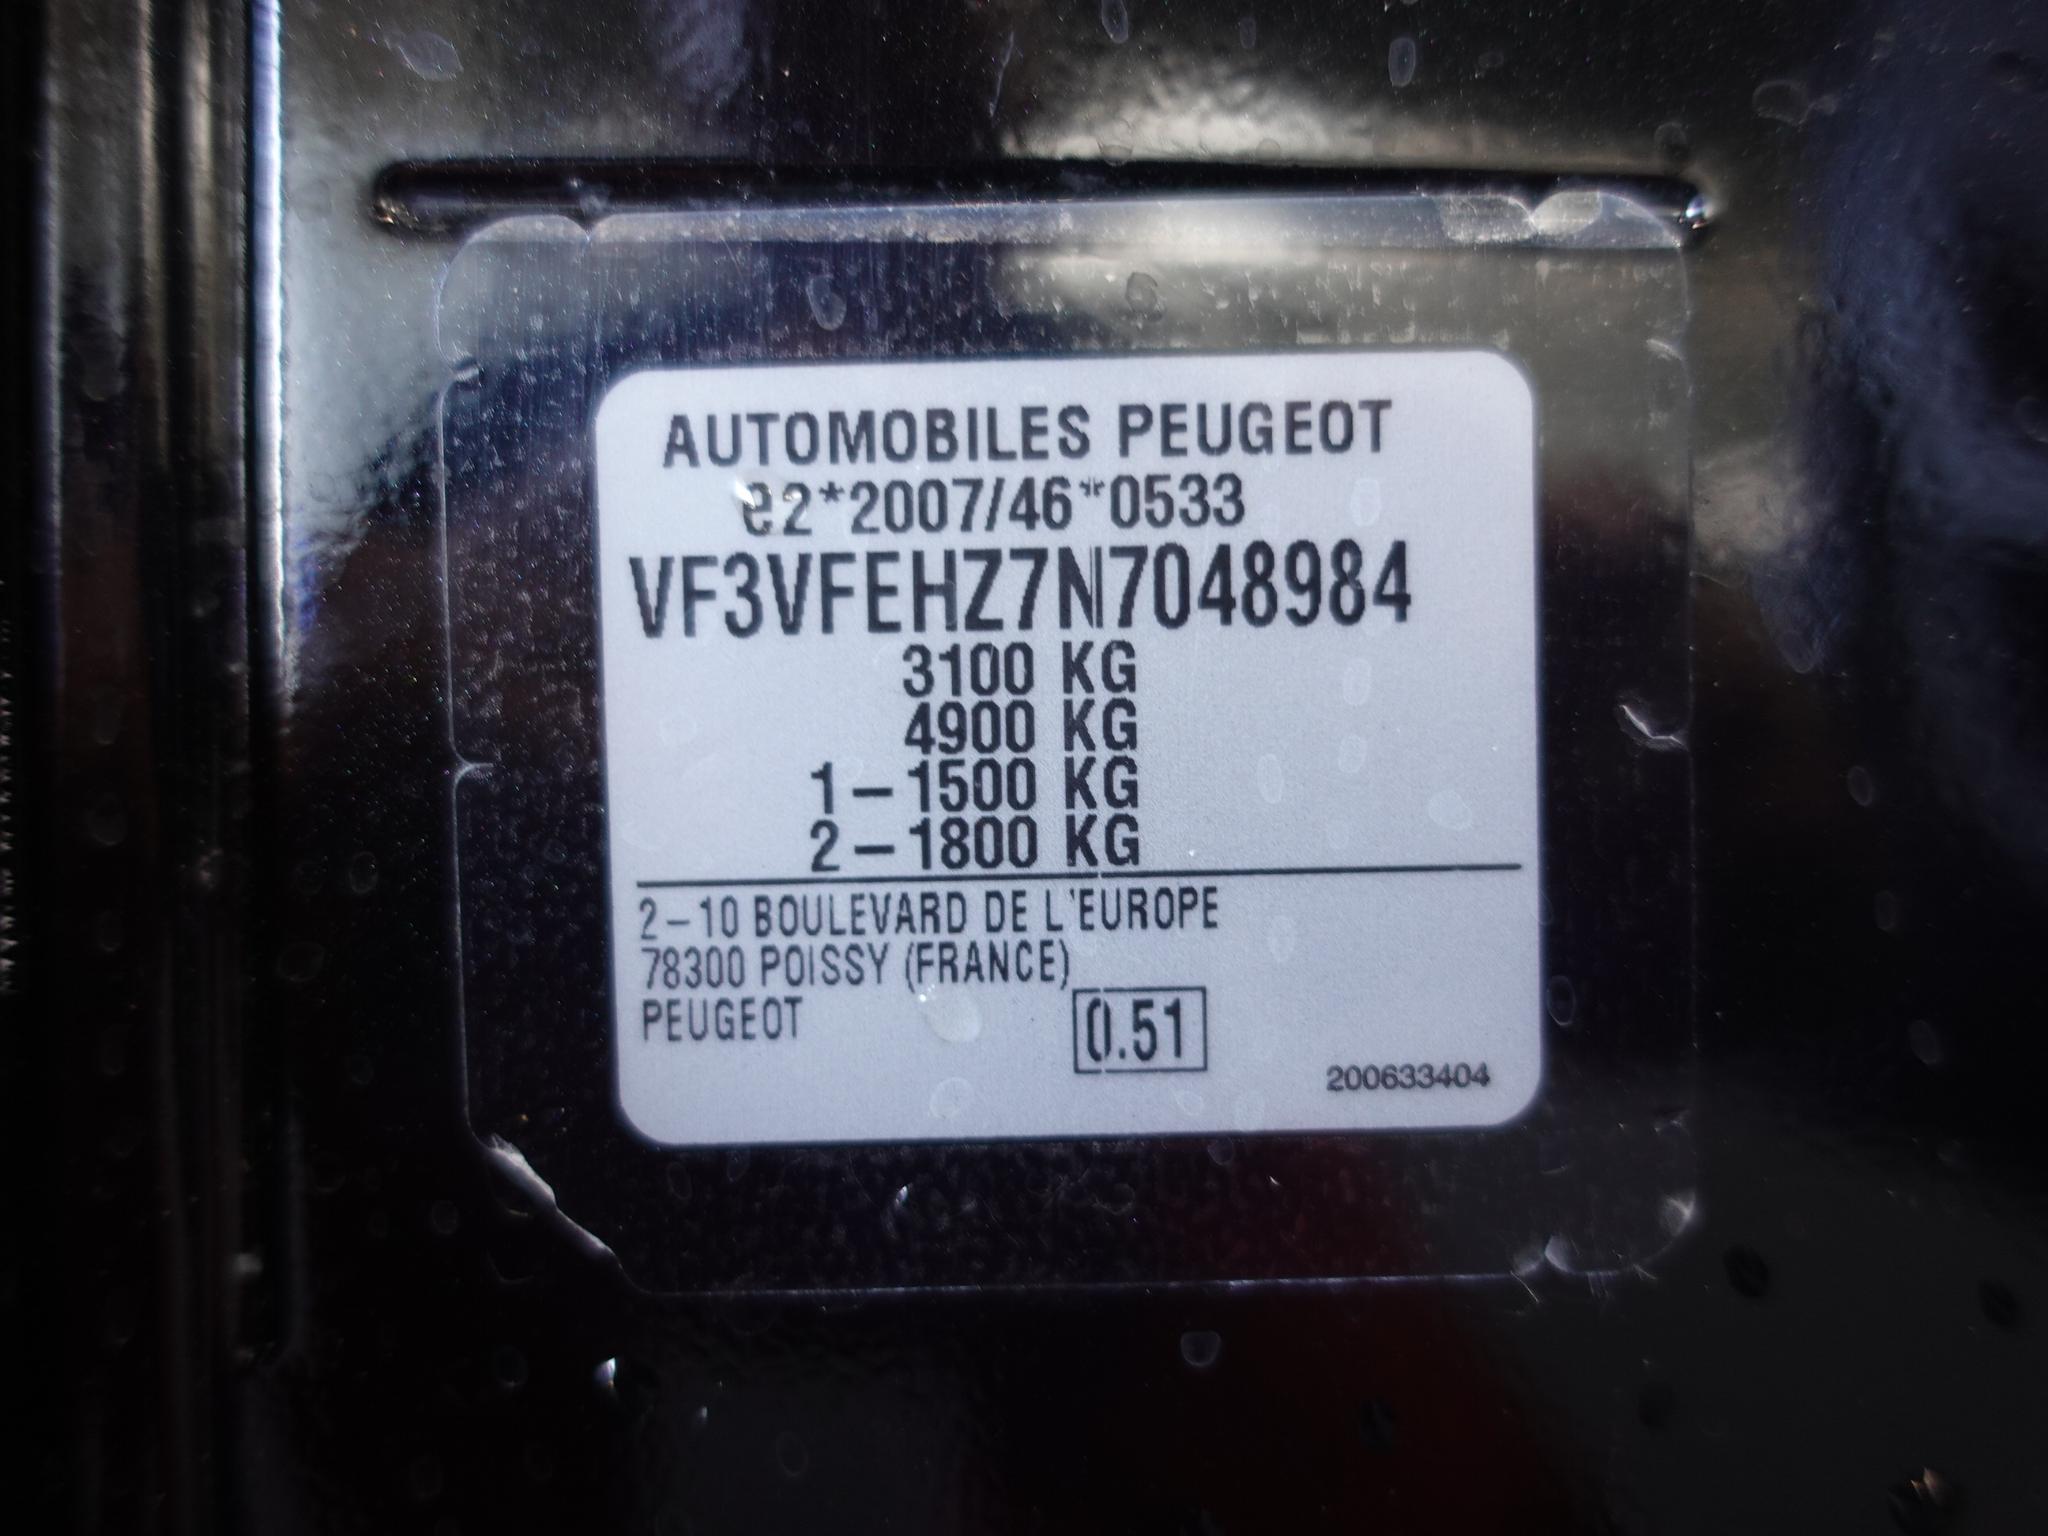 AUTOMOBILES PEUGEOT
e2*2007/46*0533
VF3VFEHZ7N7048984
3100 KG
4900 KG
1-1500 KG
2-1800 KG
2-10 BOULEVARD DE L'EUROPE
78300 POISSY (FRANCE)
PEUGEOT
0.51
200633404